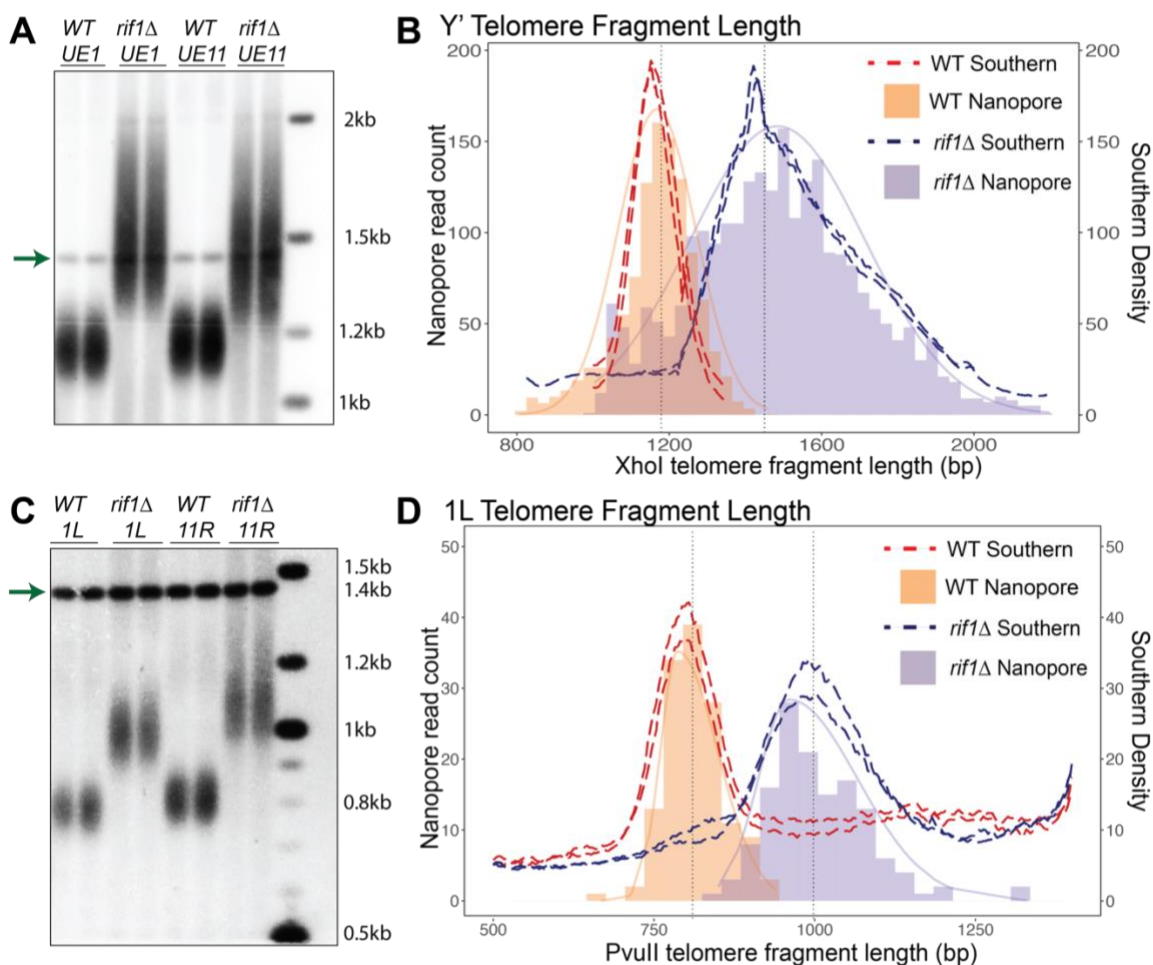 A
WT rif1Δ WT rif1Δ
UE1 UE1 UE11 UE11
2kb
1.5kb
1.2kb
1kb
B Y' Telomere Fragment Length
200
150
100
50
0
Nanopore read count
WT Southern
WT Nanopore
rif1Δ Southern
rif1Δ Nanopore
200
150
100
50
0
Southern Density
800 1200 1600 2000
XhoI telomere fragment length (bp)
C
WT rif1Δ WT rif1Δ
1L 1L 11R 11R
1.5kb
1.4kb
1.2kb
1kb
0.8kb
0.5kb
D 1L Telomere Fragment Length
50
40
30
20
10
0
Nanopore read count
WT Southern
WT Nanopore
rif1Δ Southern
rif1Δ Nanopore
50
40
30
20
10
0
Southern Density
500 750 1000 1250
PvuII telomere fragment length (bp)